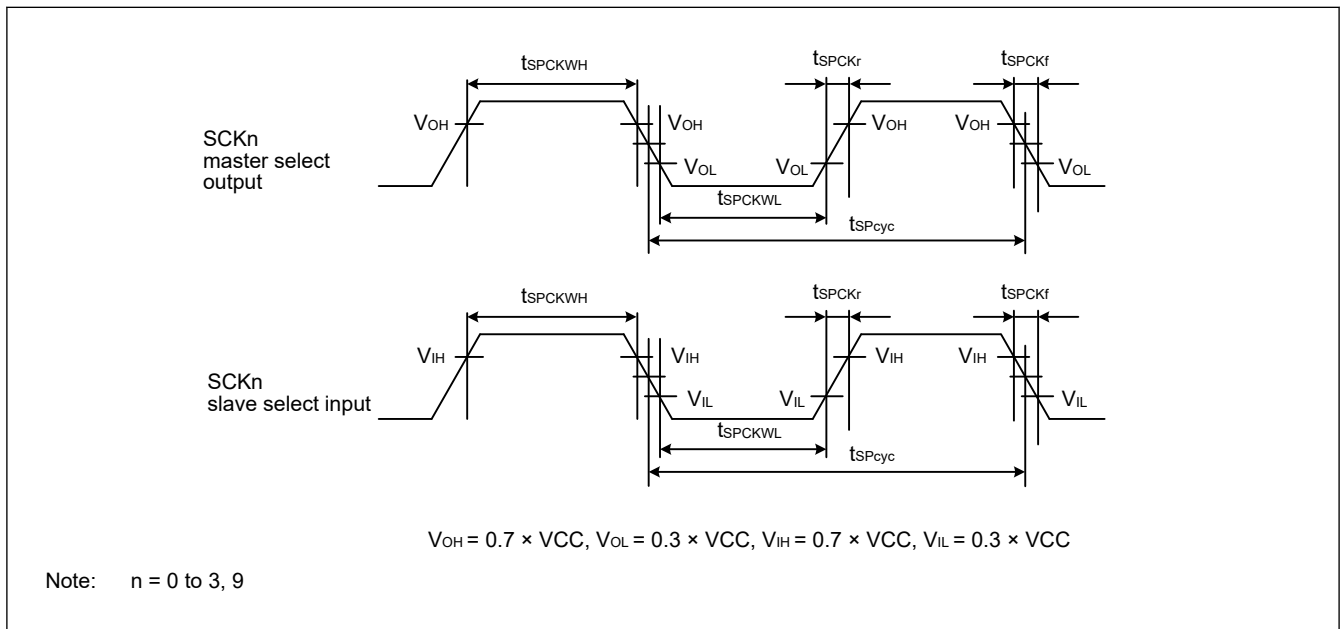 tSPCKWH
tSPCKr
tSPCKf
SCKn
master select
output
VOH
VOH
VOL
VOL
VOH
VOH
VOL
tSPCKWL
tSPcyc
tSPCKWH
tSPCKr
tSPCKf
SCKn
slave select input
VIH
VIH
VIL
VIL
VIH
VIH
VIL
tSPCKWL
tSPcyc
VOH = 0.7 × VCC, VOL = 0.3 × VCC, VIH = 0.7 × VCC, VIL = 0.3 × VCC
Note: n = 0 to 3, 9